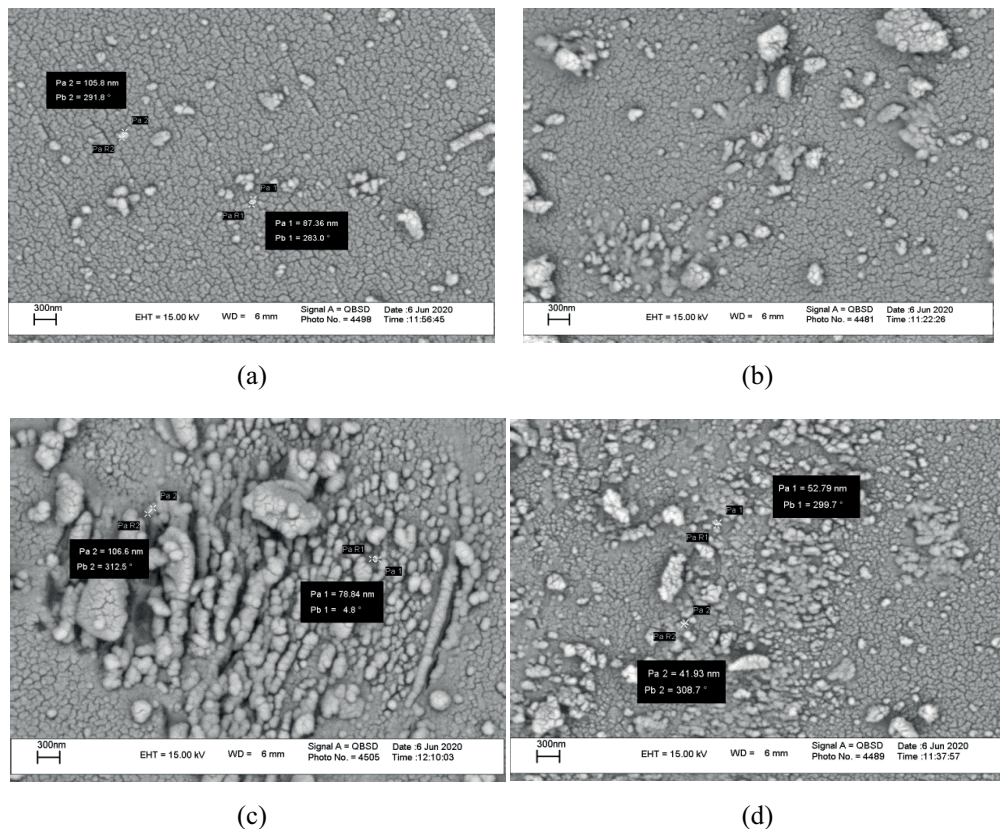 Pa 2 = 105.8 nm
Pb 2 = 291.8 °
Pa 2
Pa R2
Pa 1
Pa R1
Pa 1 = 87.36 nm
Pb 1 = 283.0 °
300nm
EHT = 15.00 kV
WD = 6 mm
Signal A = QBSD
Photo No. = 4498
Date :6 Jun 2020
Time :11:56:45
300nm
EHT = 15.00 kV
WD = 6 mm
Signal A = QBSD
Photo No. = 4481
Date :6 Jun 2020
Time :11:22:26
(a)
(b)
Pa 2
Pa R2
Pa 2 = 106.6 nm
Pb 2 = 312.5 °
Pa R1
Pa 1
Pa 1 = 78.84 nm
Pb 1 = 4.8 °
300nm
EHT = 15.00 kV
WD = 6 mm
Signal A = QBSD
Photo No. = 4505
Date :6 Jun 2020
Time :12:10:03
Pa 1 = 52.79 nm
Pb 1 = 299.7 °
Pa 1
Pa R1
Pa 2
Pa R2
Pa 2 = 41.93 nm
Pb 2 = 308.7 °
300nm
EHT = 15.00 kV
WD = 6 mm
Signal A = QBSD
Photo No. = 4489
Date :6 Jun 2020
Time :11:37:57
(c)
(d)